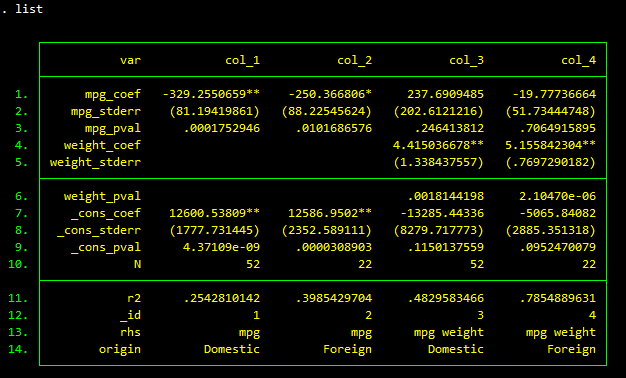 . list
var col_1 col_2 col_3 col_4
1. mpg_coef -329.2550659** -250.366806* 237.6909485 -19.77736664
2. mpg_stderr (81.19419861) (88.22545624) (202.6121216) (51.73444748)
3. mpg_pval .0001752946 .0101686576 .246413812 .7064915895
4. weight_coef 4.415036678** 5.155842304**
5. weight_stderr (1.338437557) (.7697290182)
6. weight_pval .0018144198 2.10470e-06
7. _cons_coef 12600.53809** 12586.9502** -13285.44336 -5065.84082
8. _cons_stderr (1777.731445) (2352.589111) (8279.717773) (2885.351318)
9. _cons_pval 4.37109e-09 .0000308903 .1150137559 .0952470079
10. N 52 22 52 22
11. r2 .2542810142 .3985429704 .4829583466 .7854889631
12. _id 1 2 3 4
13. rhs mpg mpg mpg weight mpg weight
14. origin Domestic Foreign Domestic Foreign